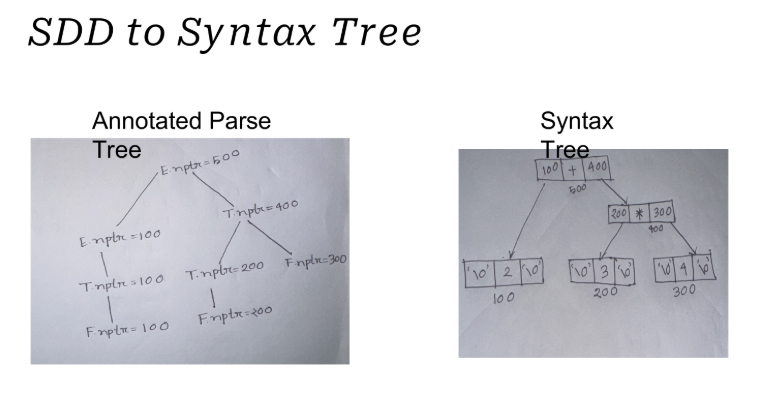 SDD to Syntax Tree
Annotated Parse
Tree
E.nptr=500
T.nptr=400
E.nptr=100
T.nptr=100
T.nptr=200
F.nptr=300
F.nptr=100
F.nptr=200
Syntax
Tree
100 + 400
500
200 * 300
400
'\0' 2 '\0'
100
'\0' 3 '\0'
200
'\0' 4 '\0'
300